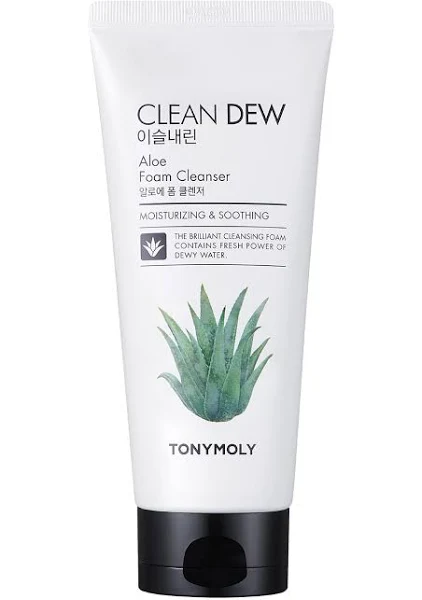 CLEAN DEW
이슬내린
Aloe
Foam Cleanser
알로에 폼 클렌저
MOISTURIZING & SOOTHING
THE BRILLIANT CLEANSING FOAM
CONTAINS FRESH POWER OF
DEWY WATER.
TONYMOLY